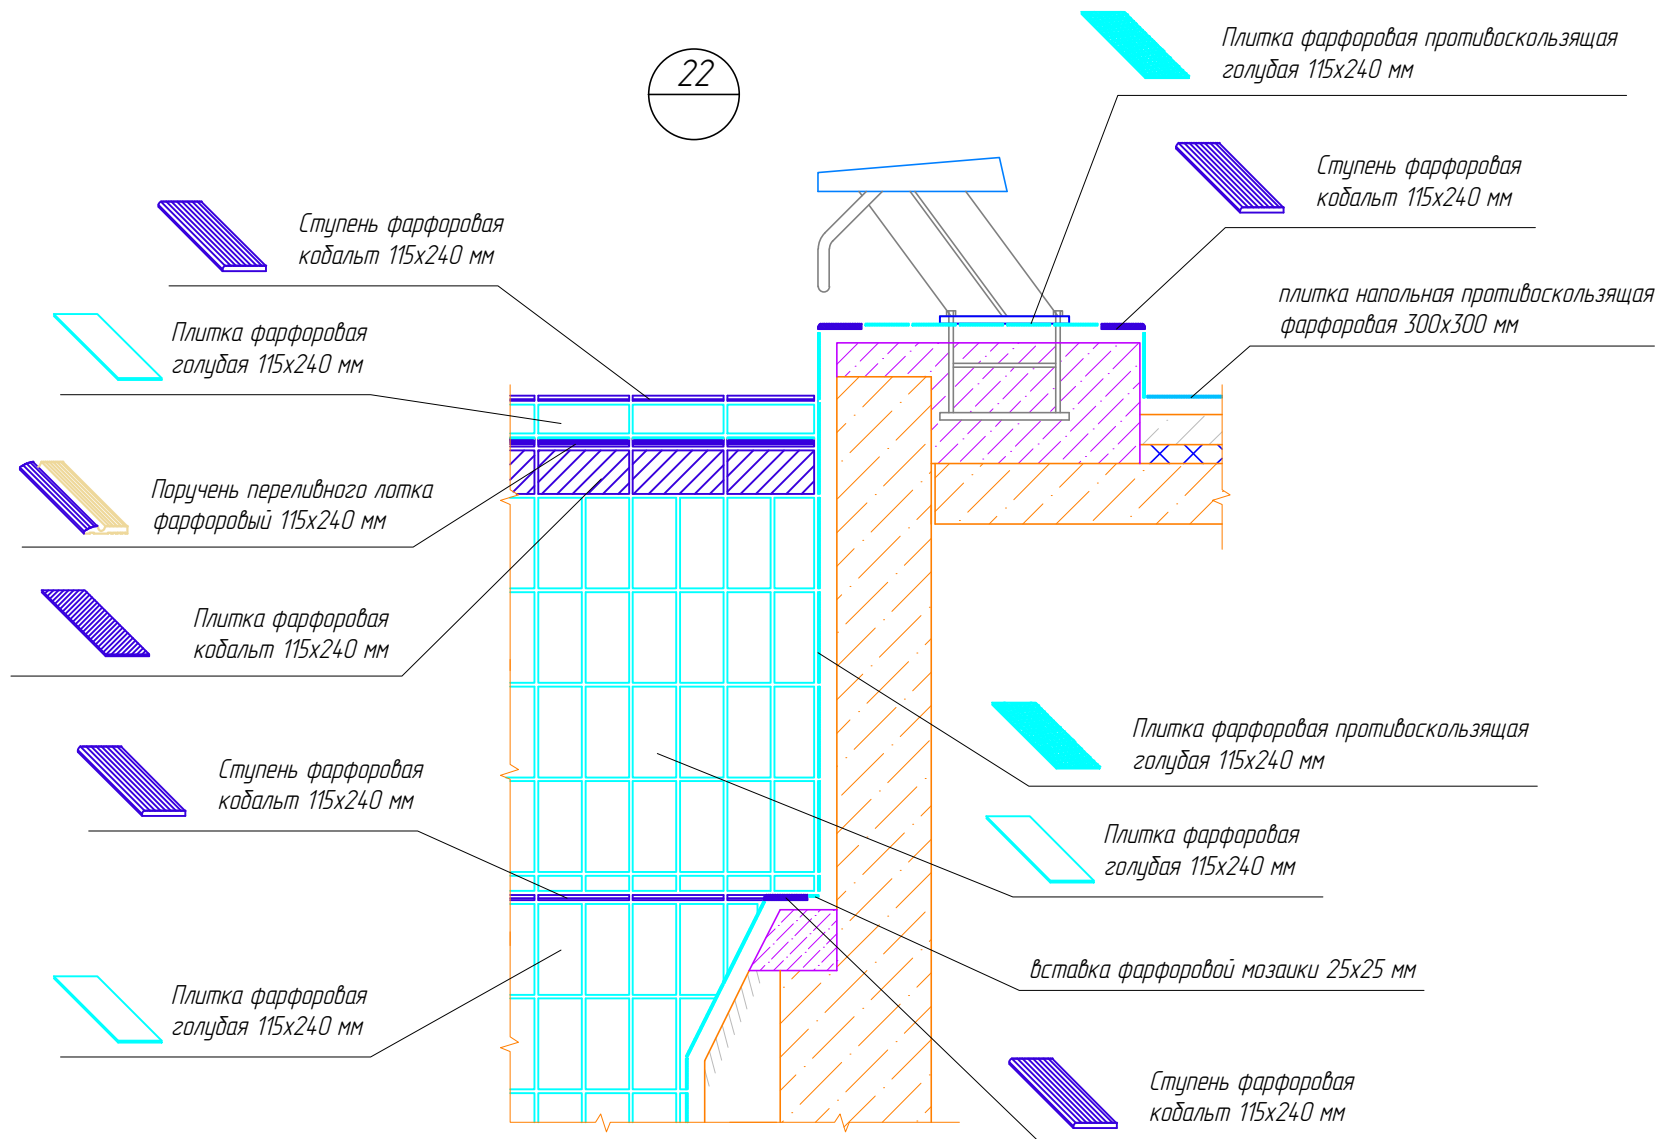 22
Плитка фарфоровая противоскользящая
голубая 115х240 мм
Ступень фарфоровая
кобальт 115х240 мм
Ступень фарфоровая
кобальт 115х240 мм
плитка напольная противоскользящая
фарфоровая 300х300 мм
Плитка фарфоровая
голубая 115х240 мм
Поручень переливного лотка
фарфоровый 115х240 мм
Плитка фарфоровая
кобальт 115х240 мм
Плитка фарфоровая противоскользящая
голубая 115х240 мм
Ступень фарфоровая
кобальт 115х240 мм
Плитка фарфоровая
голубая 115х240 мм
вставка фарфоровой мозаики 25х25 мм
Плитка фарфоровая
голубая 115х240 мм
Ступень фарфоровая
кобальт 115х240 мм